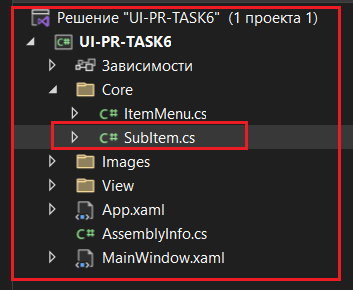 Решение "UI-PR-TASK6" (1 проекта 1)
C# UI-PR-TASK6
Зависимости
Core
C# ItemMenu.cs
C# SubItem.cs
Images
View
App.xaml
C# AssemblyInfo.cs
MainWindow.xaml